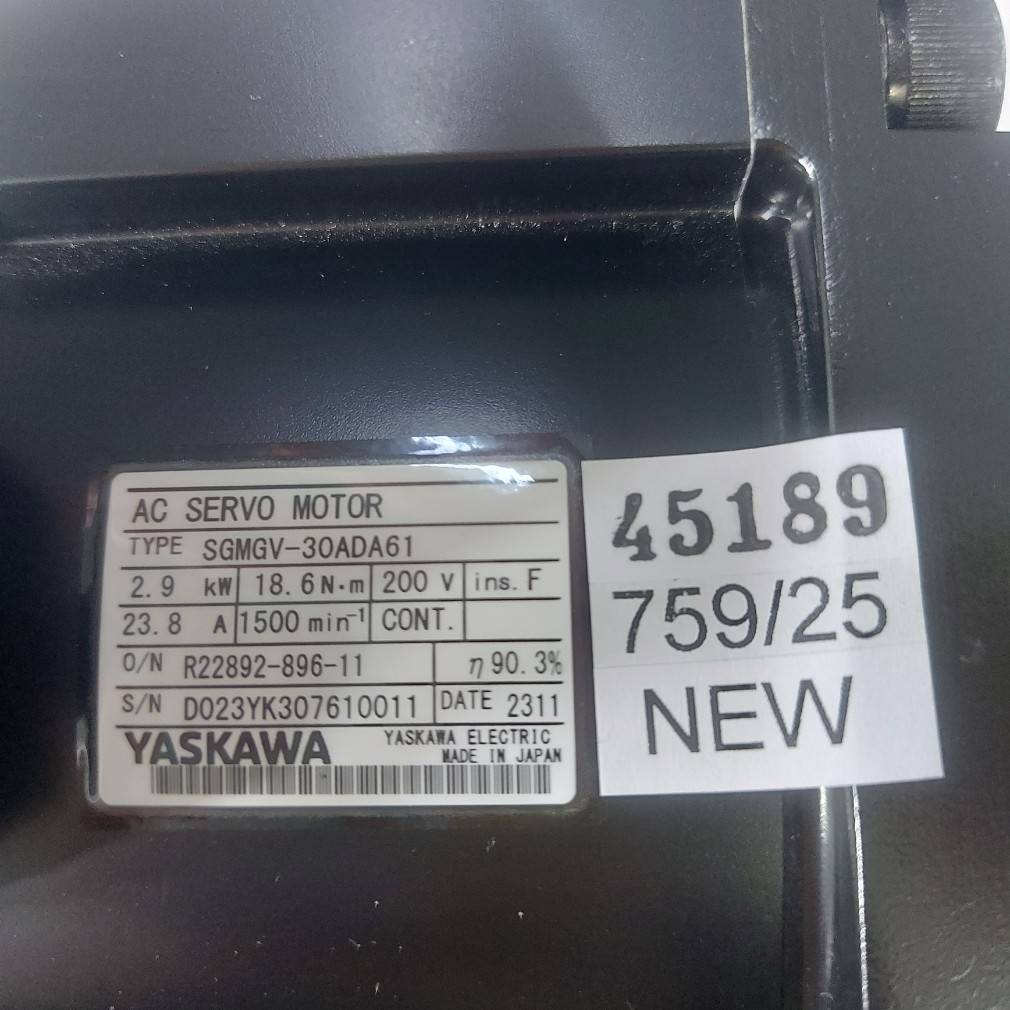 AC SERVO MOTOR
TYPE SGMGV-30ADA61
2.9 kW 18.6 N·m 200 V ins. F
23.8 A 1500 min⁻¹ CONT.
O/N R22892-896-11 η 90.3%
S/N D023YK307610011 DATE 2311
YASKAWA YASKAWA ELECTRIC
MADE IN JAPAN
45189
759/25
NEW